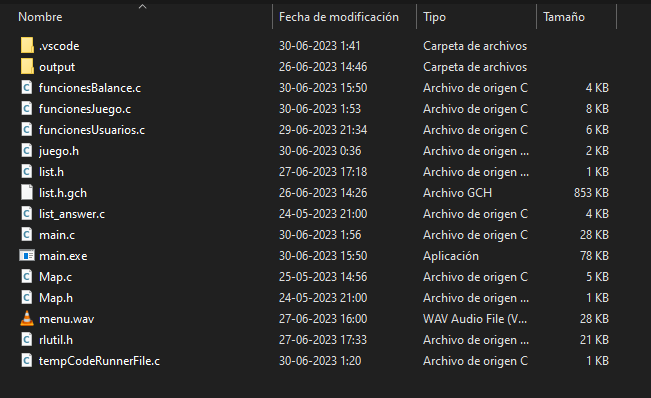 Nombre Fecha de modificación Tipo Tamaño
.vscode 30-06-2023 1:41 Carpeta de archivos
output 26-06-2023 14:46 Carpeta de archivos
funcionesBalance.c 30-06-2023 15:50 Archivo de origen C 4 KB
funcionesJuego.c 30-06-2023 1:53 Archivo de origen C 8 KB
funcionesUsuarios.c 29-06-2023 21:34 Archivo de origen C 6 KB
juego.h 30-06-2023 0:36 Archivo de origen ... 2 KB
list.h 27-06-2023 17:18 Archivo de origen ... 1 KB
list.h.gch 26-06-2023 14:26 Archivo GCH 853 KB
list_answer.c 24-05-2023 21:00 Archivo de origen C 4 KB
main.c 30-06-2023 1:56 Archivo de origen C 28 KB
main.exe 30-06-2023 15:50 Aplicación 78 KB
Map.c 25-05-2023 14:56 Archivo de origen C 5 KB
Map.h 24-05-2023 21:00 Archivo de origen ... 1 KB
menu.wav 27-06-2023 16:00 WAV Audio File (V... 28 KB
rlutil.h 27-06-2023 17:33 Archivo de origen ... 21 KB
tempCodeRunnerFile.c 30-06-2023 1:20 Archivo de origen C 1 KB